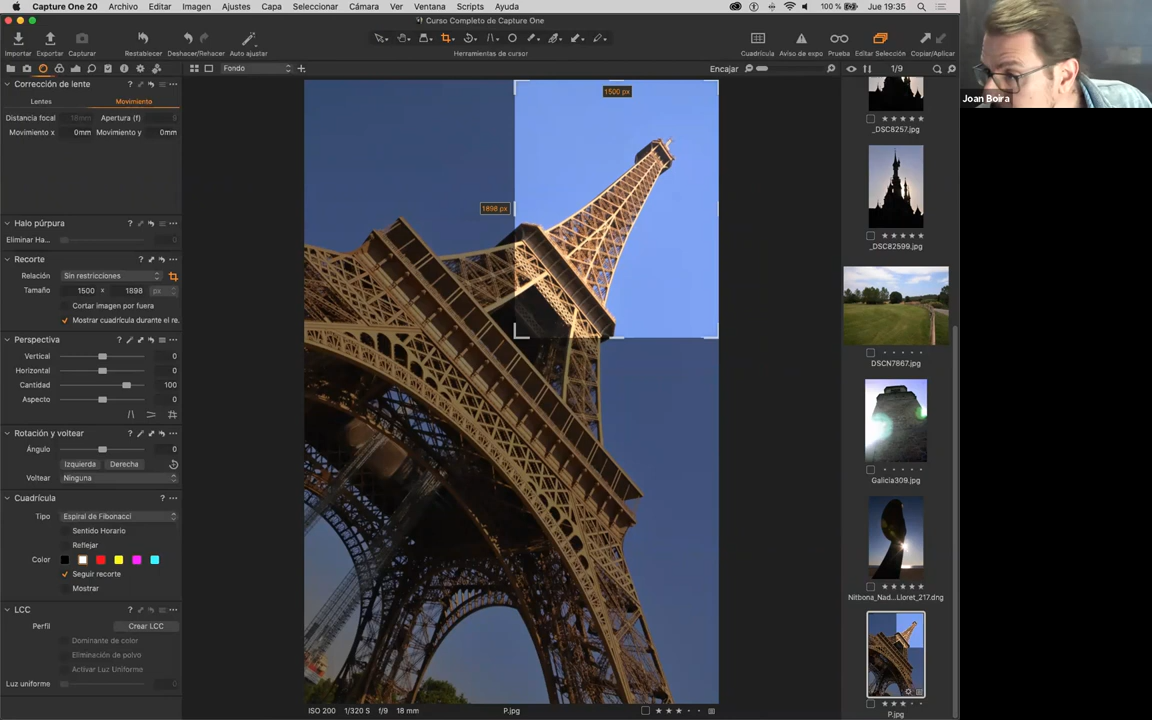 Capture One 20 Archivo Editar Imagen Ajustes Capa Seleccionar Cámara Ver Ventana Scripts Ayuda 100 % Jue 19:35
Curso Completo de Capture One
Importar Exportar Capturar Restablecer Deshacer/Rehacer Auto ajustar Herramientas de cursor Cuadrícula Aviso de expo Prueba Editar Selección Copiar/Aplicar
Fondo Encajar 1/9
Corrección de lente
Lentes Movimiento
Distancia focal 18mm Apertura (f) 9
Movimiento x 0mm Movimiento y 0mm
Halo púrpura
Eliminar Ha... 0
Recorte
Relación Sin restricciones
Tamaño 1500 x 1898 px
Cortar imagen por fuera
Mostrar cuadrícula durante el re.
Perspectiva
Vertical 0
Horizontal 0
Cantidad 100
Aspecto 0
Rotación y voltear
Ángulo 0
Izquierda Derecha
Voltear Ninguna
Cuadrícula
Tipo Espiral de Fibonacci
Sentido Horario
Reflejar
Color
Seguir recorte
Mostrar
LCC
Perfil Crear LCC
Dominante de color
Eliminación de polvo
Activar Luz Uniforme
Luz uniforme 0
1500 px
1898 px
ISO 200 1/320 S f/9 18 mm P.jpg
_DSC8257.jpg
_DSC82599.jpg
DSCN7867.jpg
Galicia309.jpg
Nitbona_Nad...Lloret_217.dng
P.jpg
Joan Boira